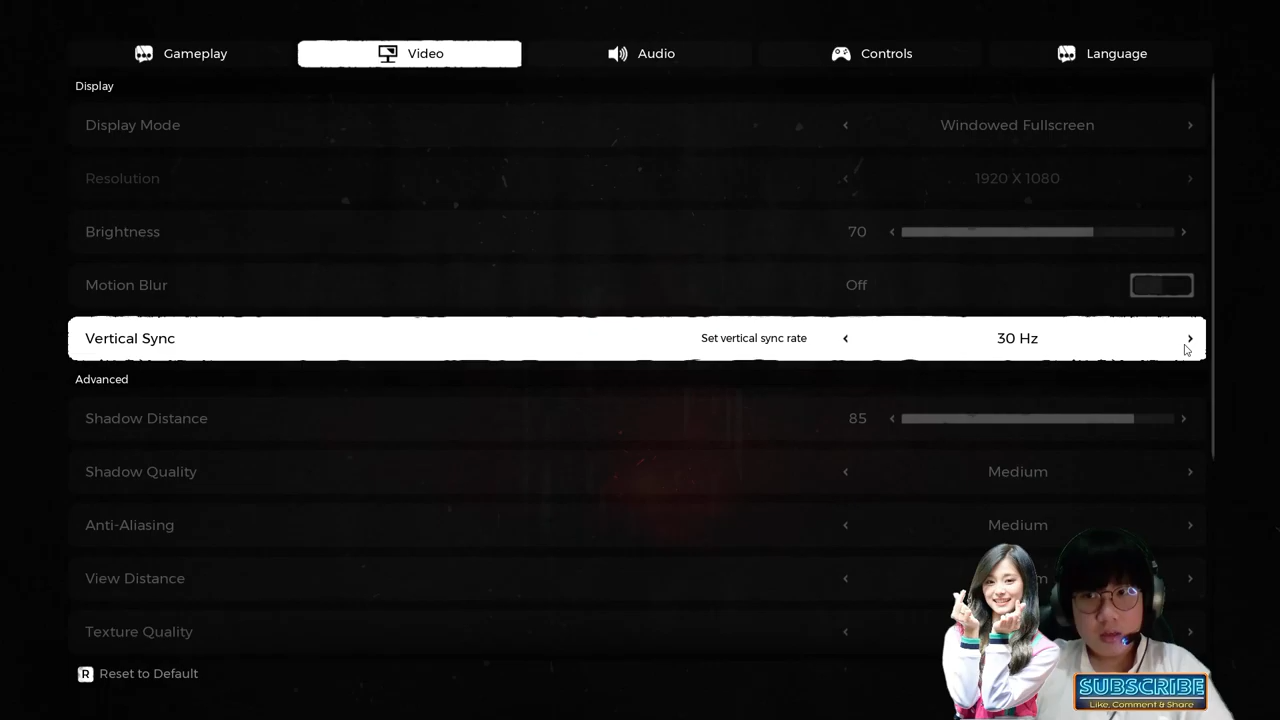 Gameplay
Video
Audio
Controls
Language
Display
Display Mode Windowed Fullscreen
Resolution 1920 X 1080
Brightness 70
Motion Blur Off
Vertical Sync Set vertical sync rate 30 Hz
Advanced
Shadow Distance 85
Shadow Quality Medium
Anti-Aliasing Medium
View Distance
Texture Quality
R Reset to Default
SUBSCRIBE
Like, Comment & Share